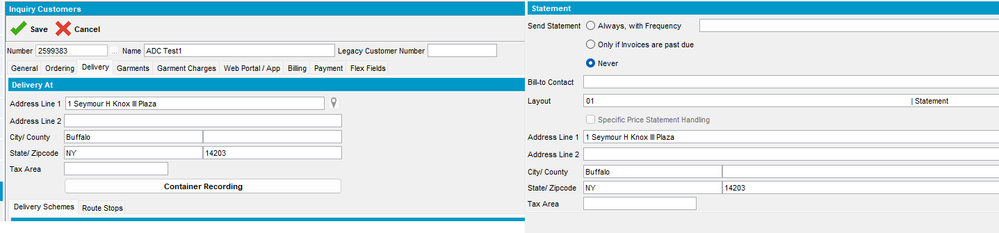 Inquiry Customers
Save Cancel
Number 2599383 ... Name ADC Test1 Legacy Customer Number
General Ordering Delivery Garments Garment Charges Web Portal / App Billing Payment Flex Fields
Delivery At
Address Line 1 1 Seymour H Knox III Plaza
Address Line 2
City/ County Buffalo
State/ Zipcode NY 14203
Tax Area
Container Recording
Delivery Schemes Route Stops
Statement
Send Statement Always, with Frequency
Only if Invoices are past due
Never
Bill-to Contact
Layout 01 | Statement
Specific Price Statement Handling
Address Line 1 1 Seymour H Knox III Plaza
Address Line 2
City/ County Buffalo
State/ Zipcode NY 14203
Tax Area